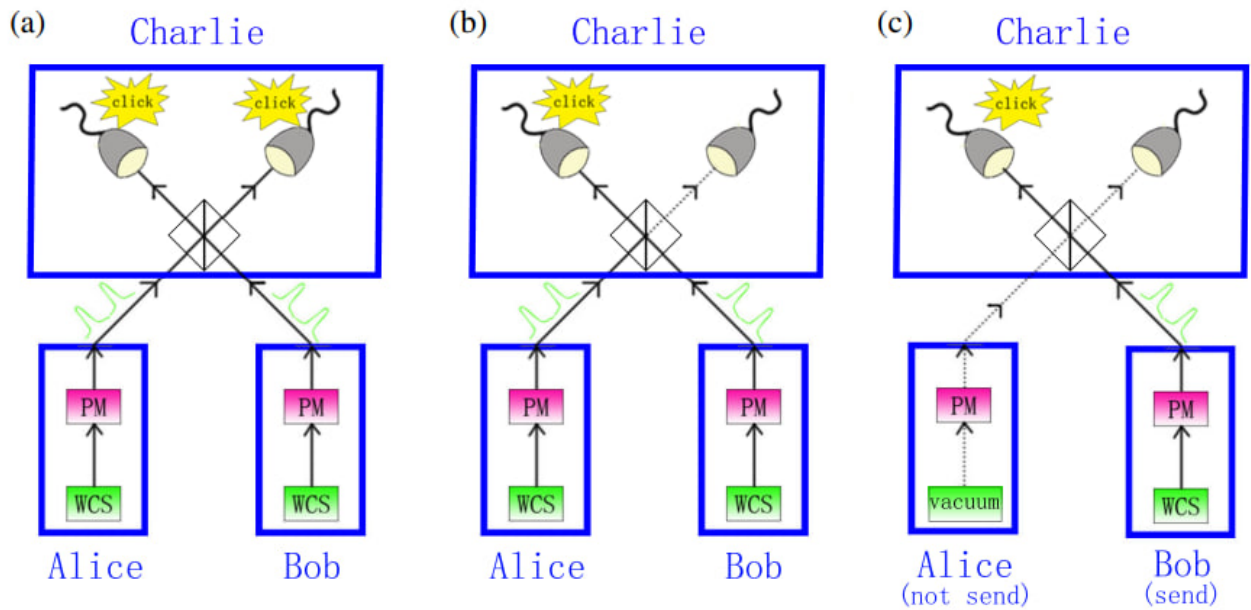 (a)
Charlie
click
click
PM
PM
WCS
WCS
Alice
Bob
(b)
Charlie
click
PM
PM
WCS
WCS
Alice
Bob
(c)
Charlie
click
PM
PM
vacuum
WCS
Alice
(not send)
Bob
(send)